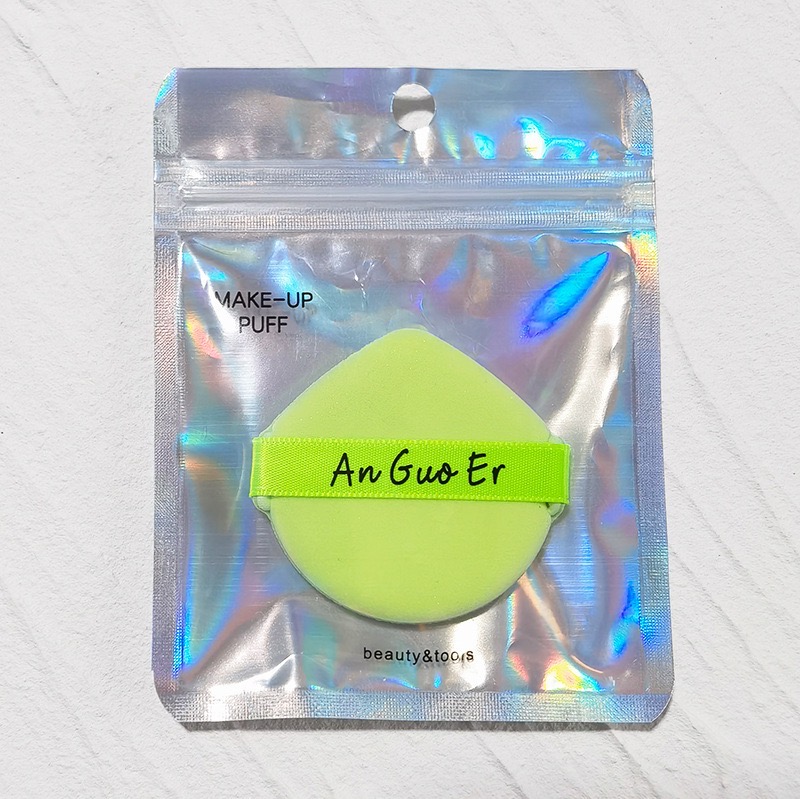 MAKE-UP
PUFF
An Guo Er
beauty&tools